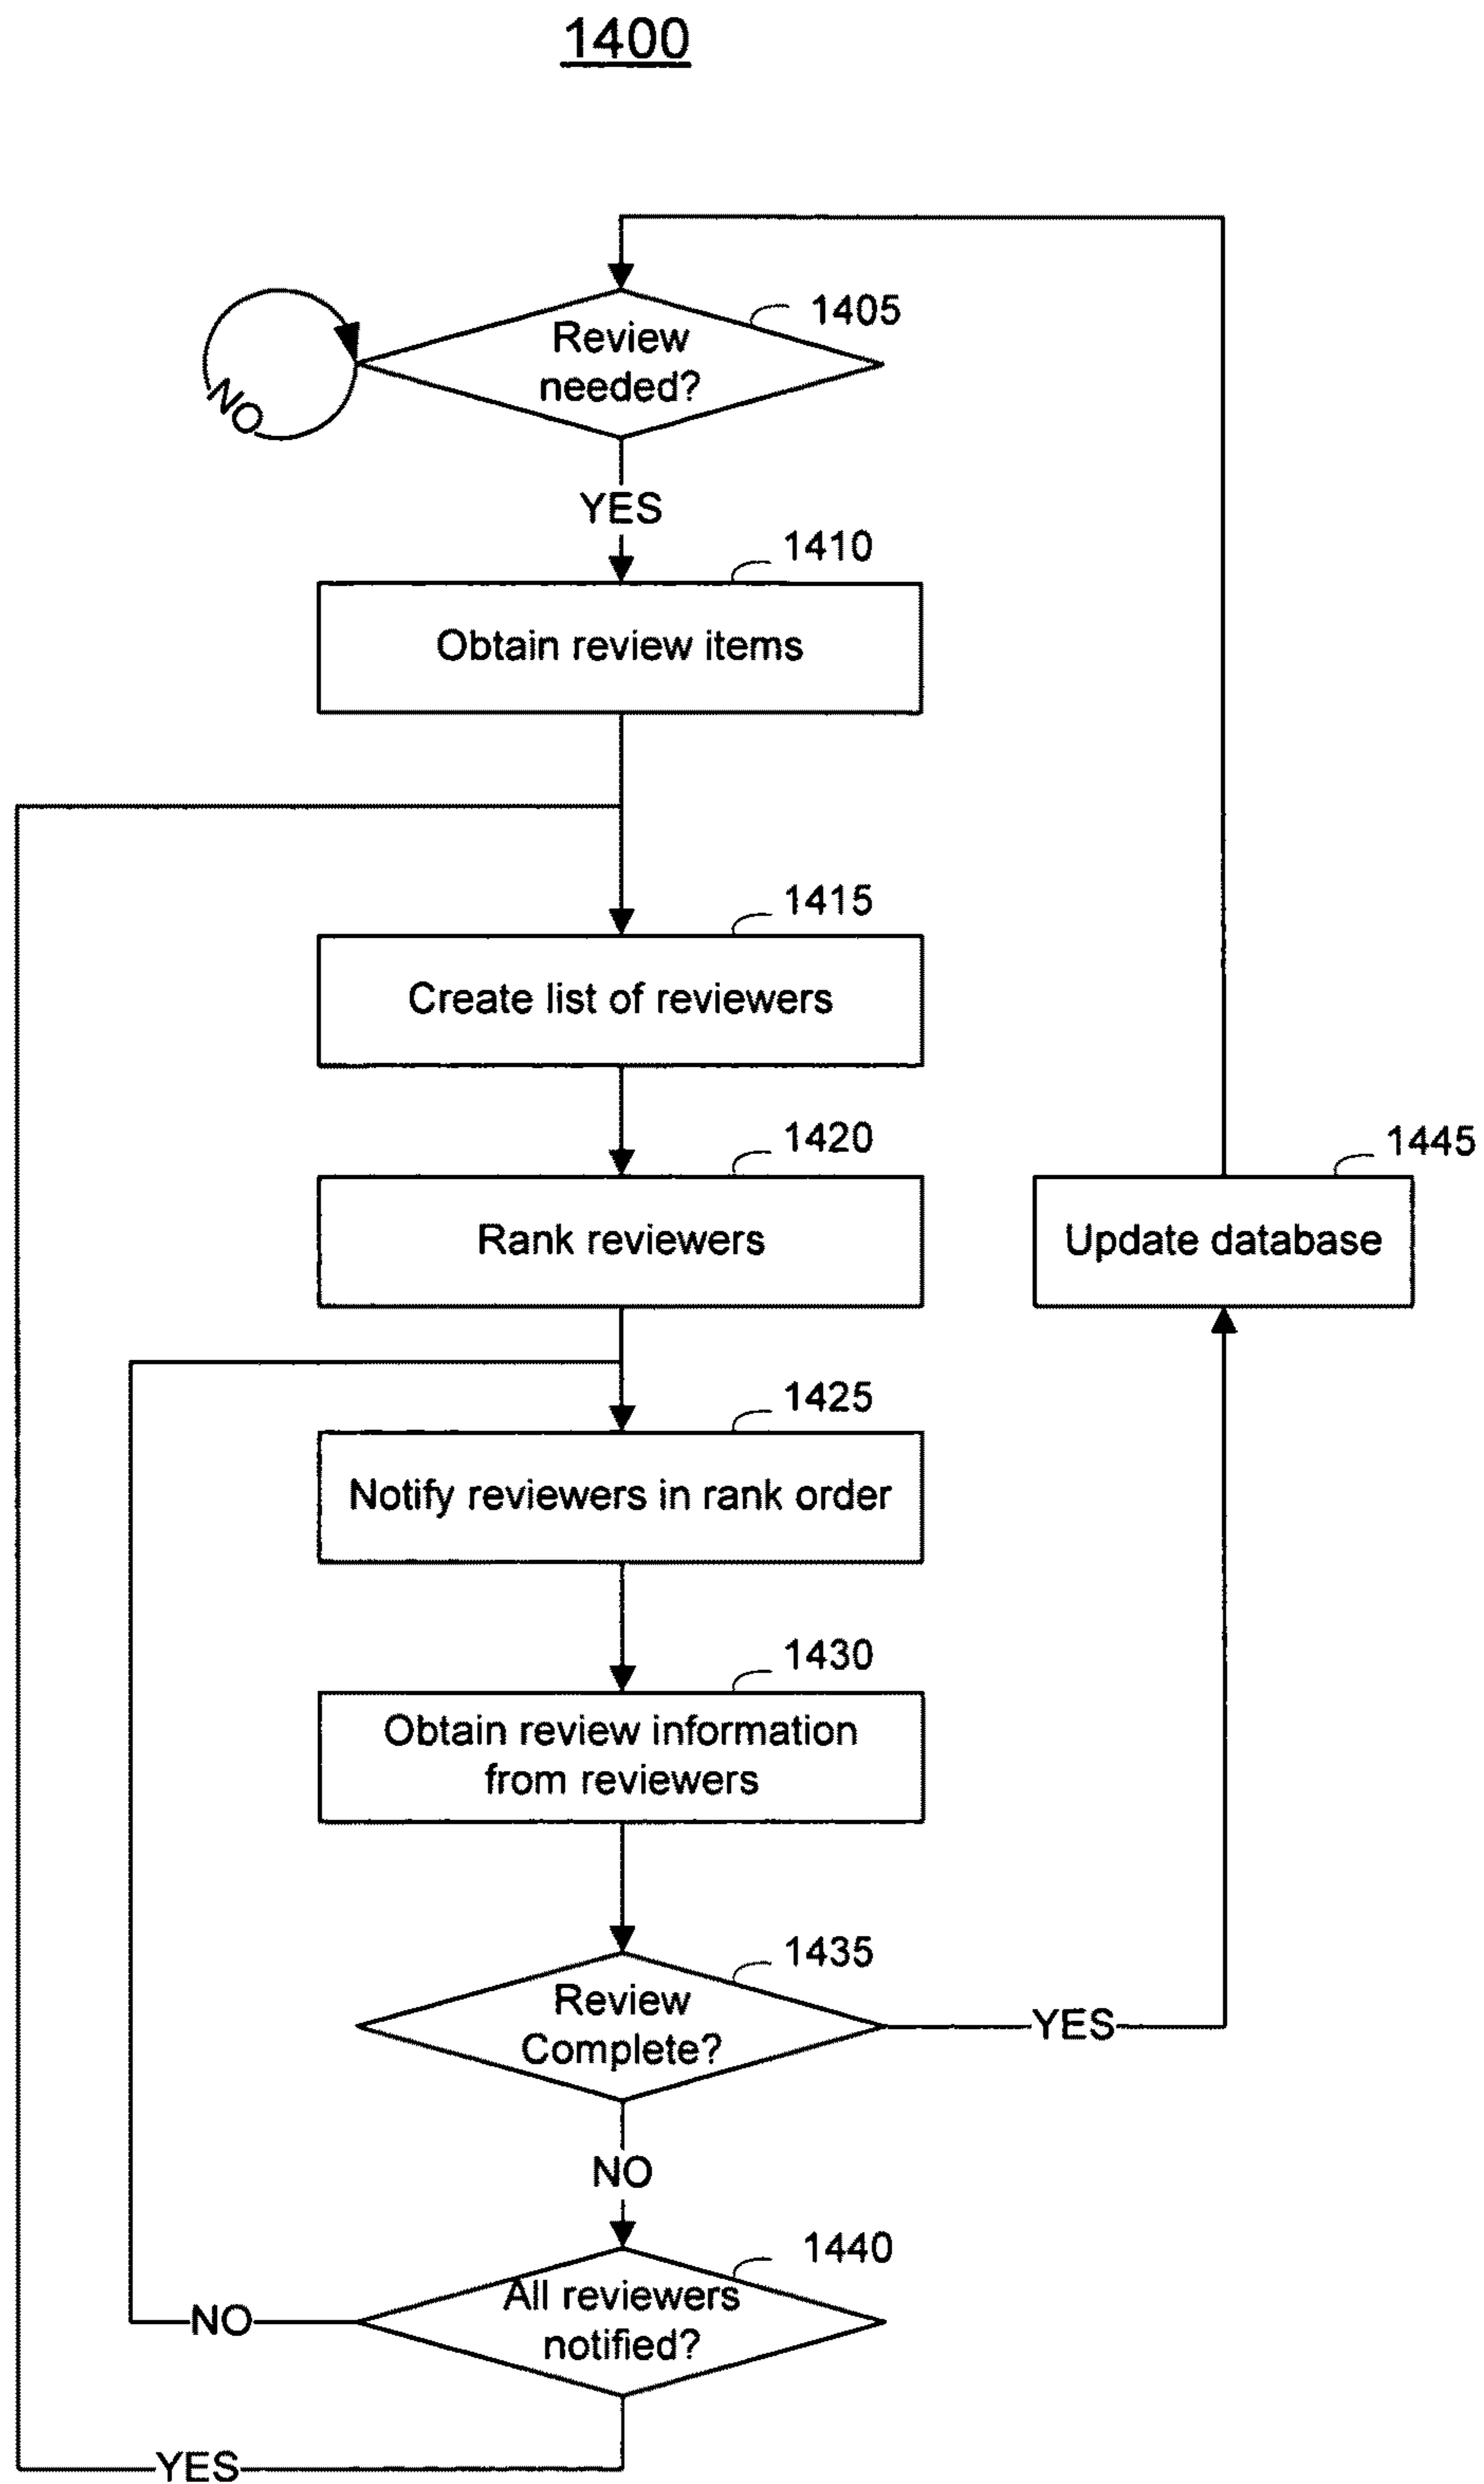 1400
1405
Review
needed?
NO
YES
1410
Obtain review items
1415
Create list of reviewers
1420
Rank reviewers
1445
Update database
1425
Notify reviewers in rank order
1430
Obtain review information
from reviewers
1435
Review
Complete?
YES
NO
1440
All reviewers
notified?
NO
YES